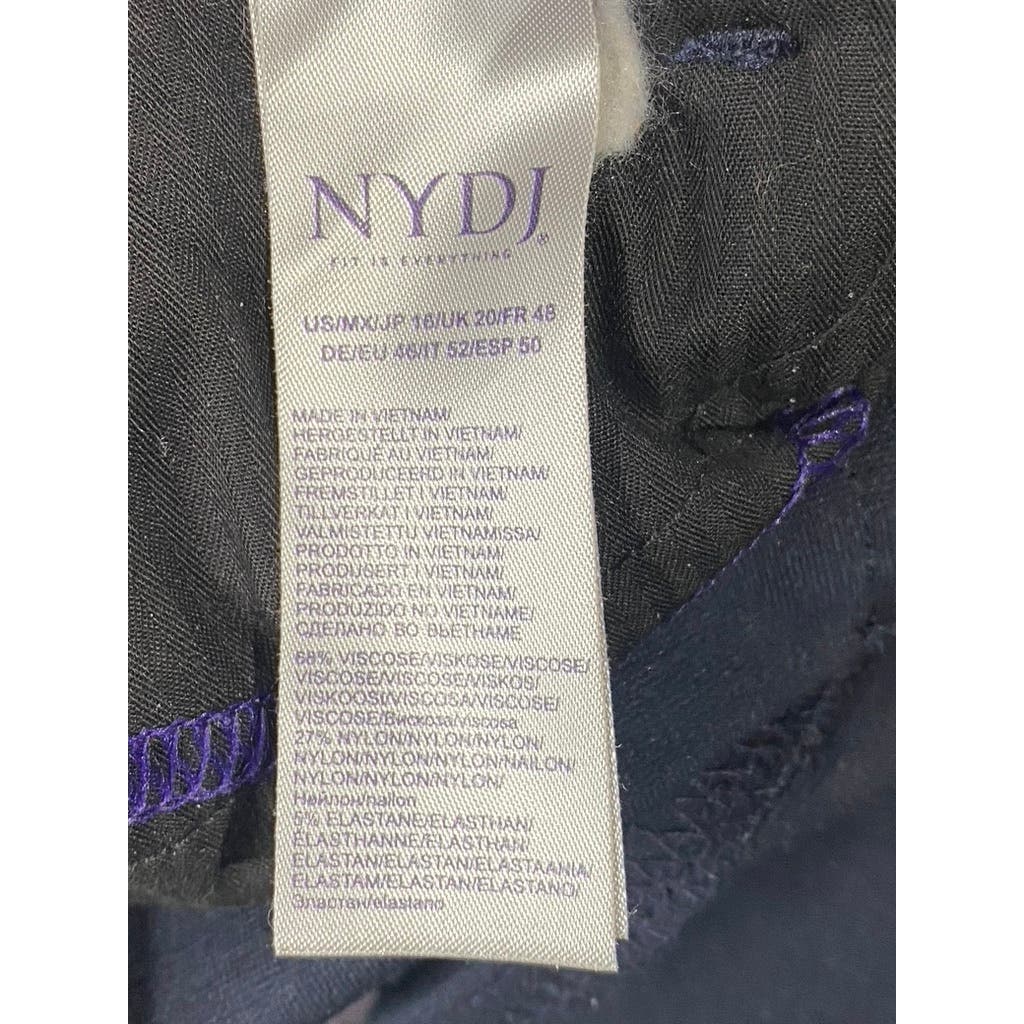 NYDJ®
FIT IS EVERYTHING
US/MX/JP 16/UK 20/FR 48
DE/EU 46/IT 52/ESP 50
MADE IN VIETNAM/
HERGESTELLT IN VIETNAM/
FABRIQUE AU VIETNAM/
GEPRODUCEERD IN VIETNAM/
FREMSTILLET I VIETNAM/
TILLVERKAT I VIETNAM/
VALMISTETTU VIETNAMISSA/
PRODOTTO IN VIETNAM/
PRODUSERT I VIETNAM/
FABRICADO EN VIETNAM/
PRODUZIDO NO VIETNAME/
СДЕЛАНО ВО ВЬЕТНАМЕ
68% VISCOSE/VISKOSE/VISCOSE/
VISCOSE/VISKOSE/VISKOS/
VISKOOSI/VISCOSA/VISCOSE/
VISCOSE/Вискоза/viscosa
27% NYLON/NYLON/NYLON/
NYLON/NYLON/NYLON/NAILON/
NYLON/NYLON/NYLON/
Нейлон/nailon
5% ELASTANE/ELASTHAN/
ELASTHANNE/ELASTHAN/
ELASTAN/ELASTAN/ELASTAANIA/
ELASTAM/ELASTAN/ELASTANO/
Эластан/elastano